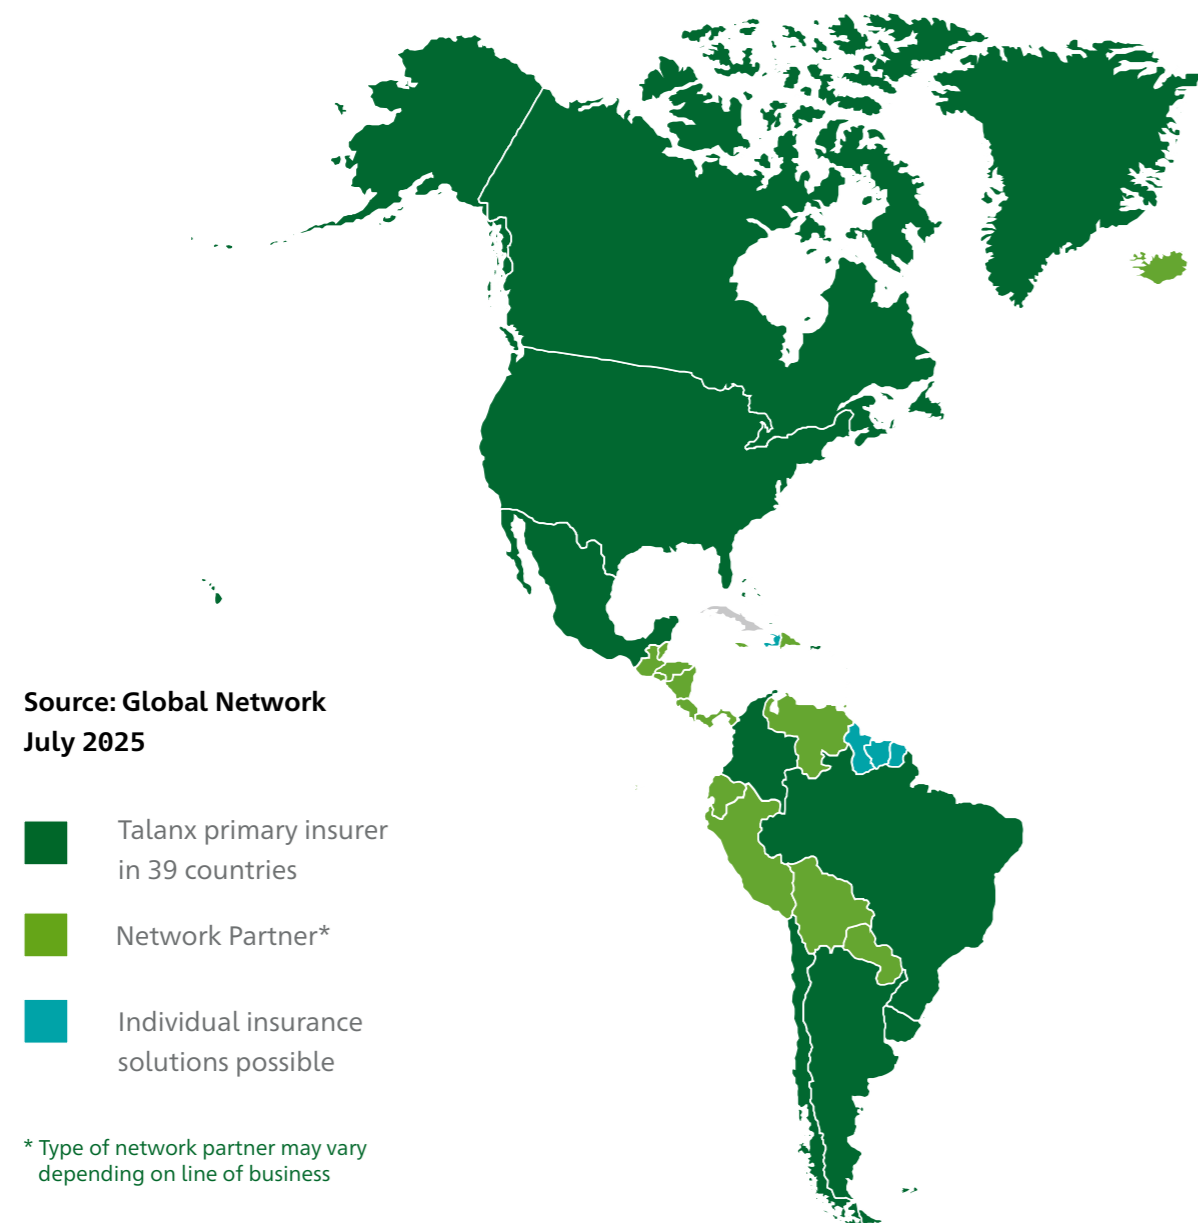 Source: Global Network
July 2025
Talanx primary insurer
in 39 countries
Network Partner*
Individual insurance
solutions possible
* Type of network partner may vary
depending on line of business